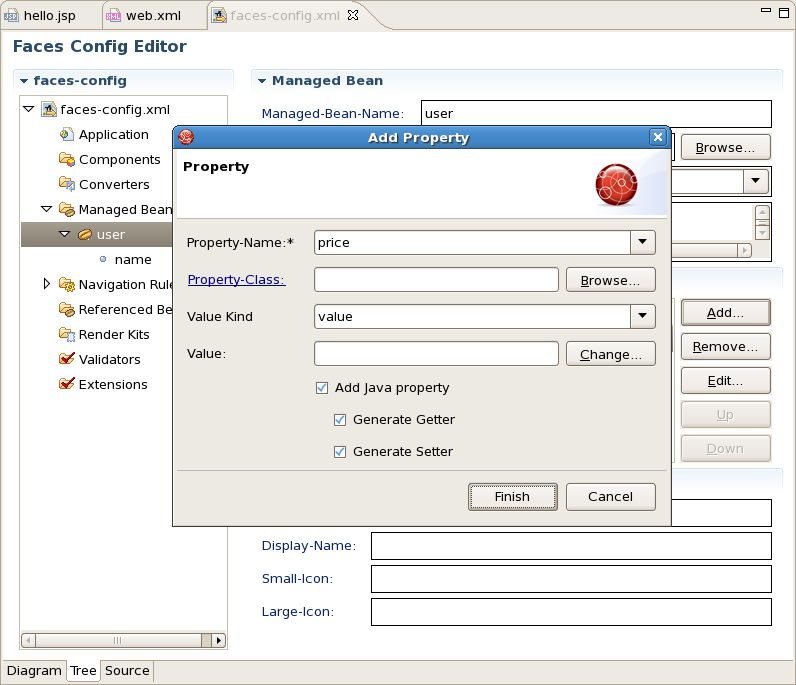 hello.jsp web.xml faces-config.xml
Faces Config Editor
faces-config
Managed Bean
faces-config.xml
Managed-Bean-Name: user
Application
Components
Converters
Managed Bean
user
name
Navigation Rule
Referenced Be
Render Kits
Validators
Extensions
Browse...
Add...
Remove...
Edit...
Up
Down
Add Property
Property
Property-Name:* price
Property-Class: Browse...
Value Kind value
Value: Change...
Add Java property
Generate Getter
Generate Setter
Finish Cancel
Display-Name:
Small-Icon:
Large-Icon:
Diagram Tree Source